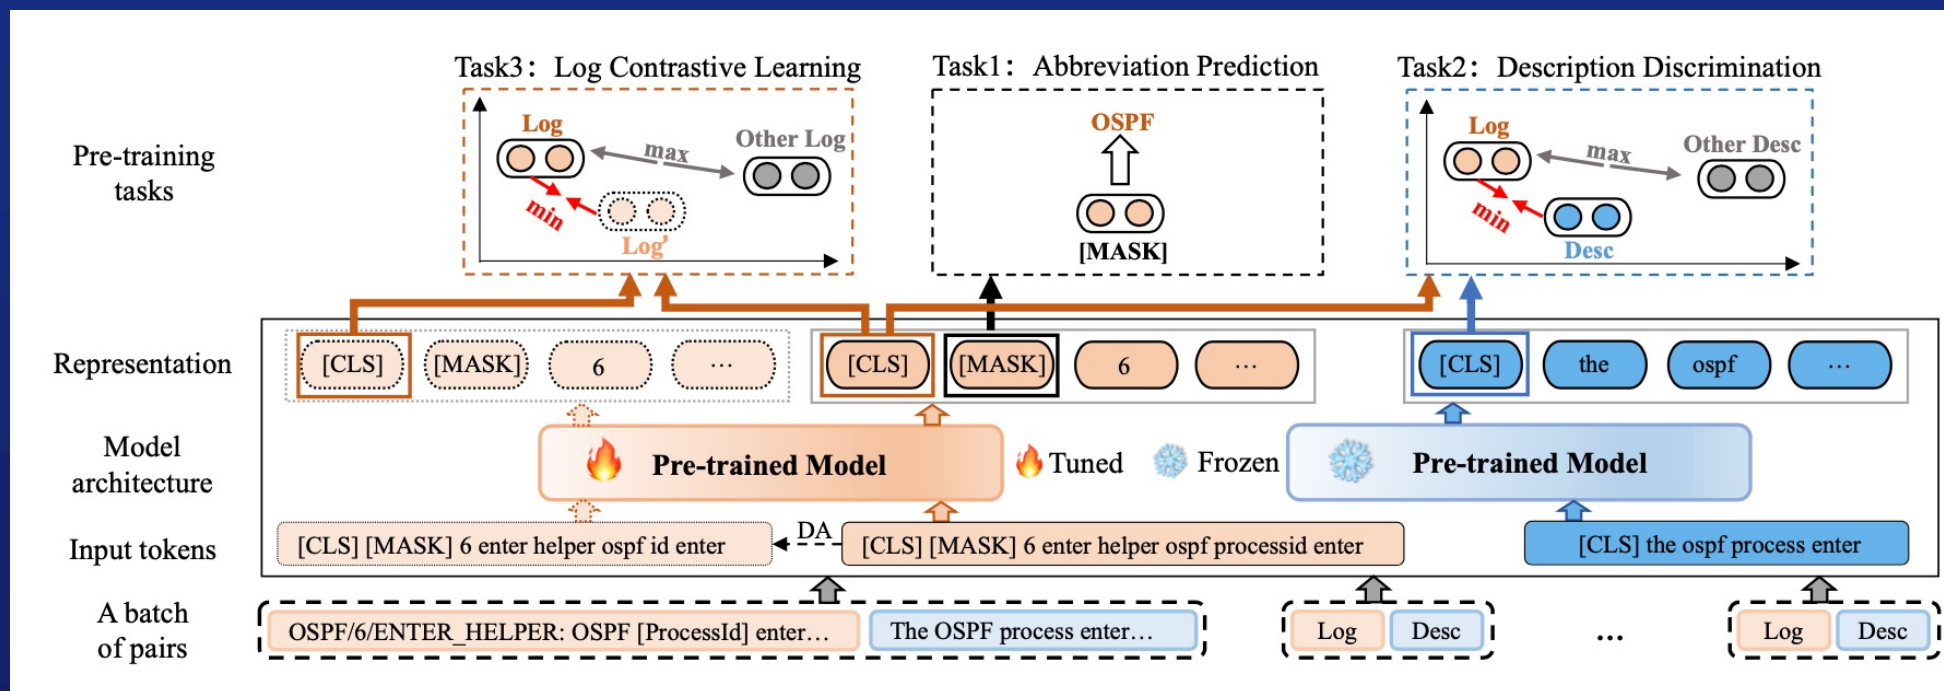 Task3: Log Contrastive Learning
Task1: Abbreviation Prediction
Task2: Description Discrimination
Pre-training
tasks
Log
Other Log
max
min
Log'
OSPF
[MASK]
Log
Other Desc
max
min
Desc
Representation
[CLS] [MASK] 6 ...
[CLS] [MASK] 6 ...
[CLS] the ospf ...
Model
architecture
Pre-trained Model
Tuned
Frozen
Pre-trained Model
Input tokens
[CLS] [MASK] 6 enter helper ospf id enter
DA
[CLS] [MASK] 6 enter helper ospf processid enter
[CLS] the ospf process enter
A batch
of pairs
OSPF/6/ENTER_HELPER: OSPF [ProcessId] enter...
The OSPF process enter...
Log
Desc
...
Log
Desc